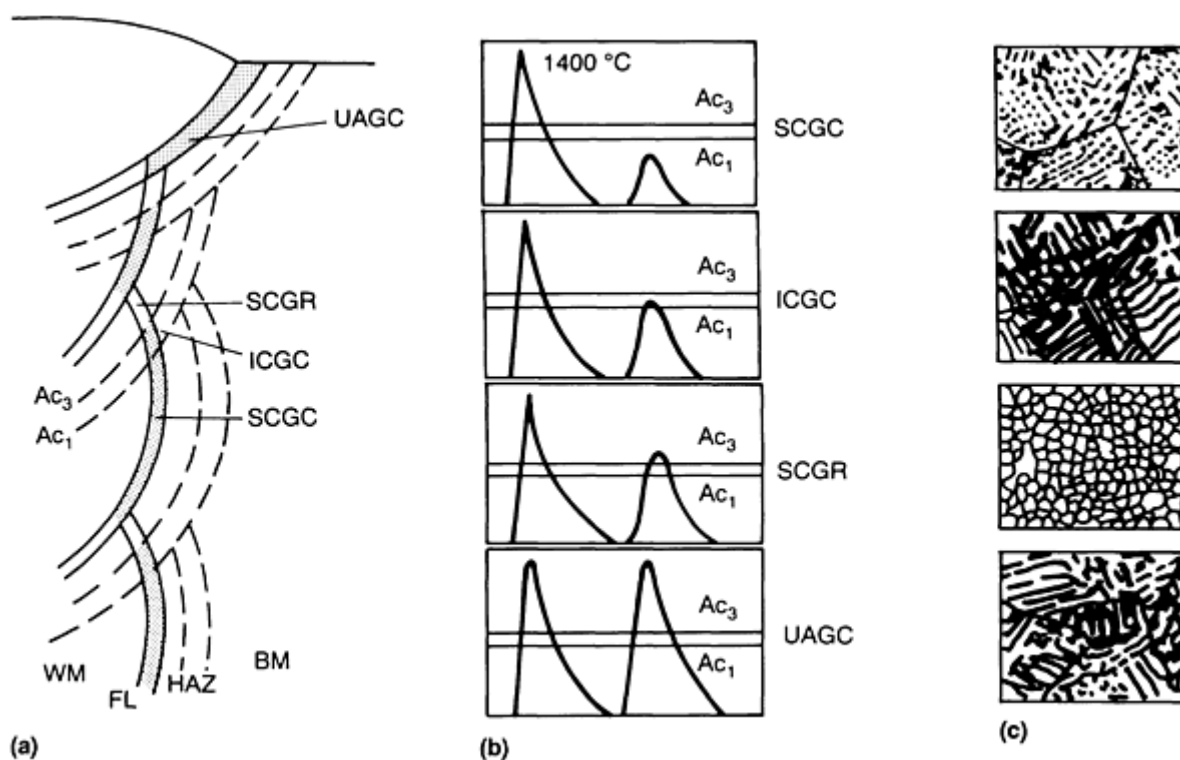 UAGC
SCGR
ICGC
Ac3
SCGC
Ac1
WM
FL
HAZ
BM
(a)
1400 °C
Ac3
Ac1
SCGC
Ac3
Ac1
ICGC
Ac3
Ac1
SCGR
Ac3
Ac1
UAGC
(b)
(c)